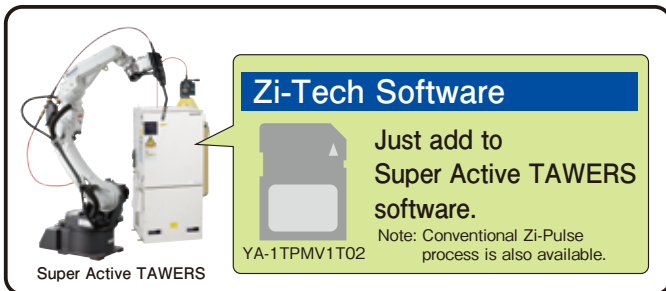 Zi-Tech Software
Just add to
Super Active TAWERS
software.
Note: Conventional Zi-Pulse
process is also available.
YA-1TPMV1T02
Super Active TAWERS